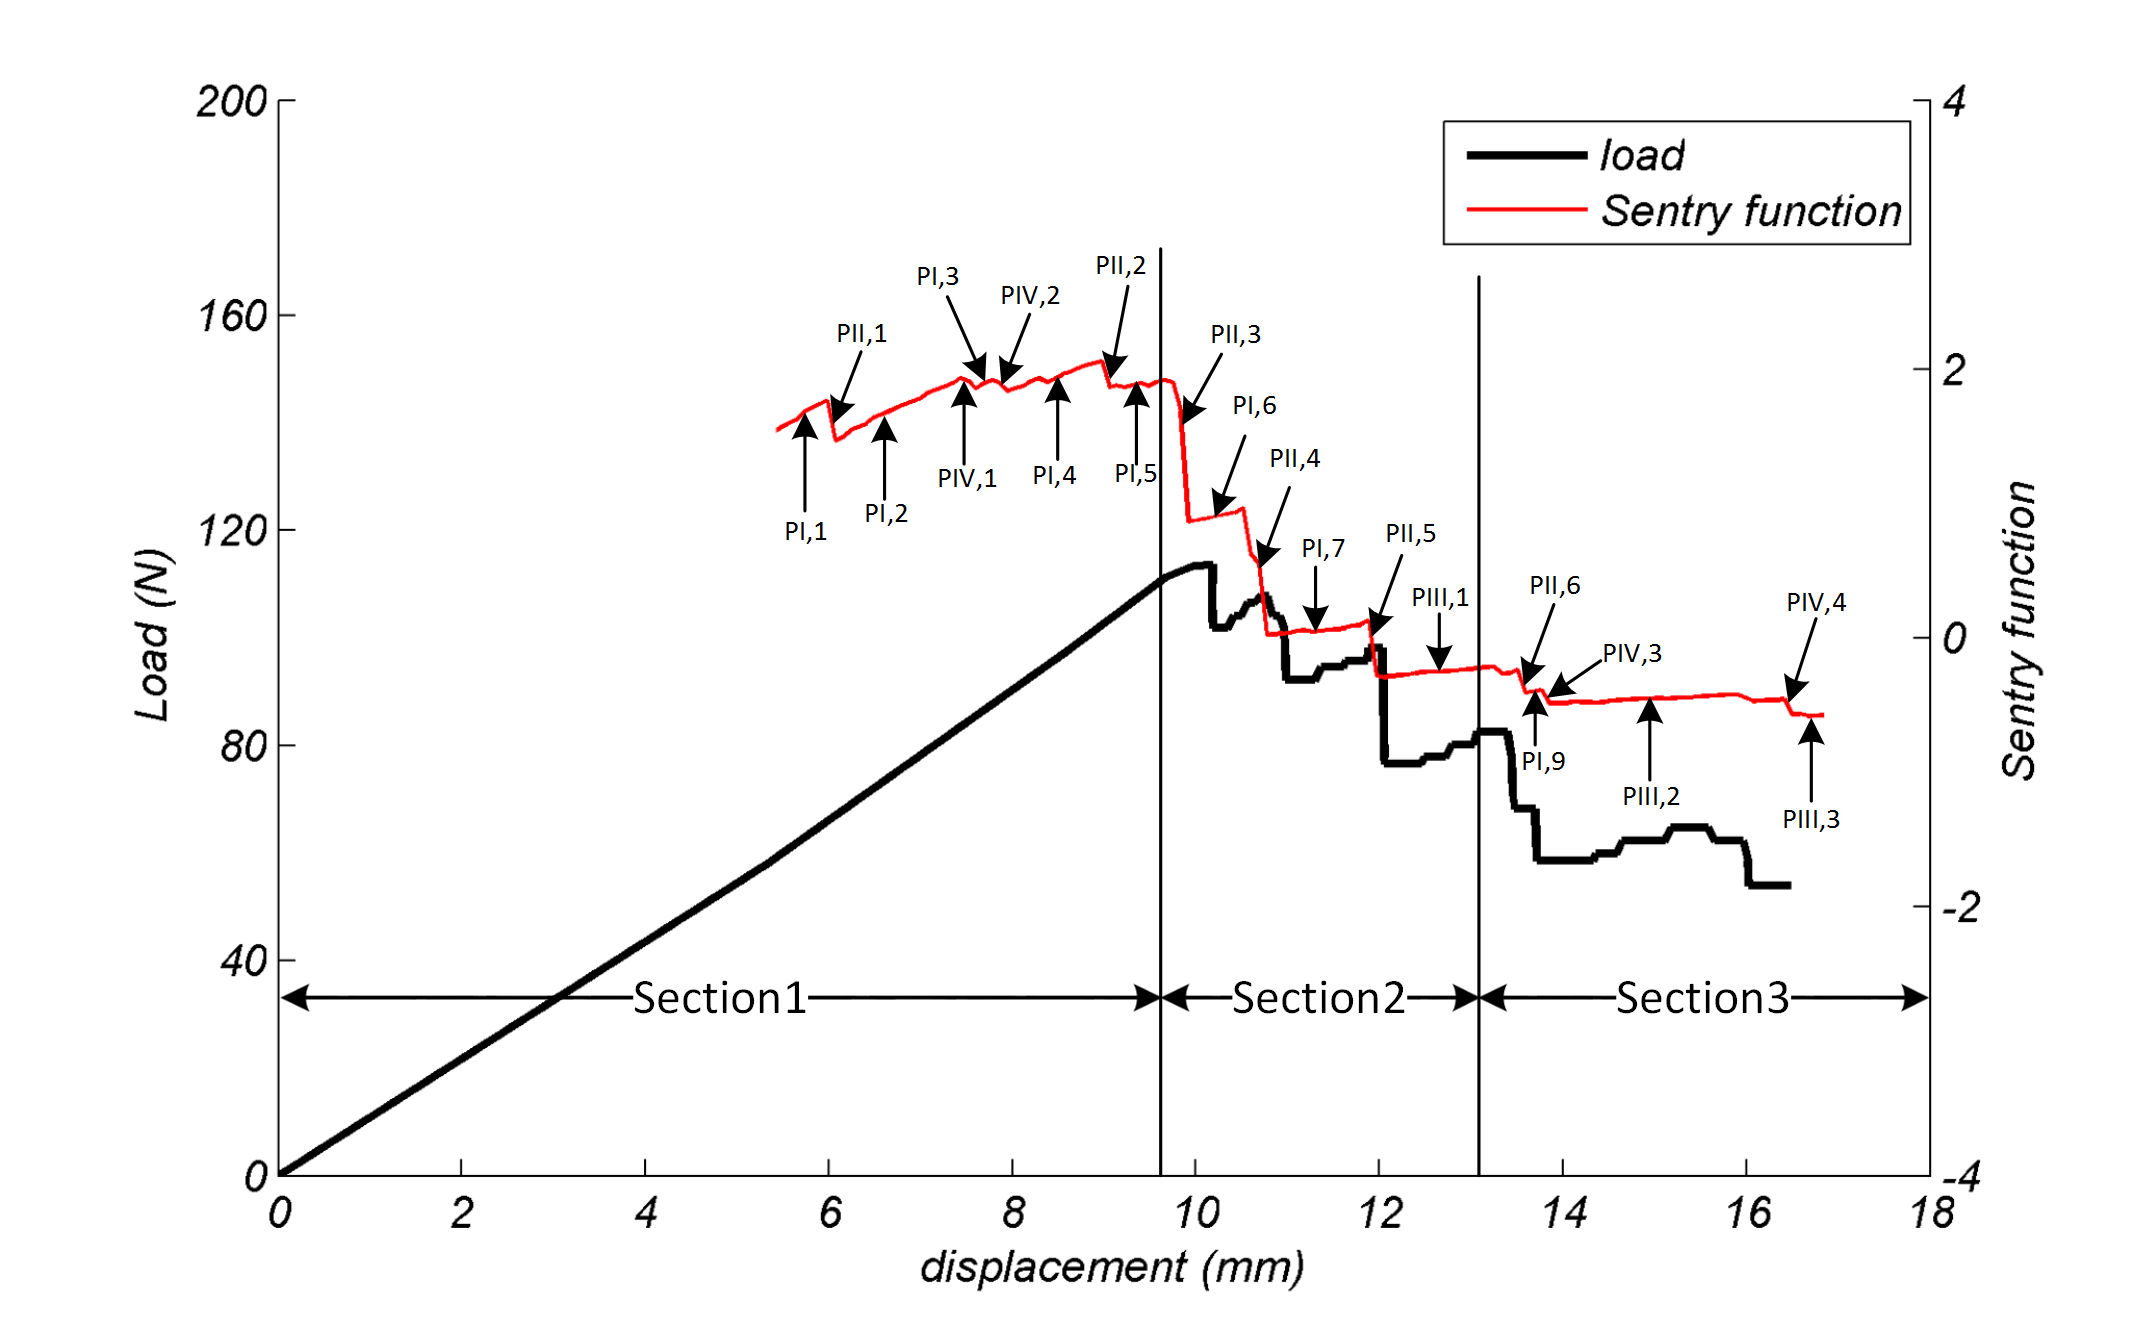 200
4
load
Sentry function
PII,2
PI,3
PIV,2
160
PII,1
PII,3
2
PI,6
PII,4
PI,5
PI,4
PIV,1
PI,2
PI,1
120
PII,5
PI,7
PII,6
PIII,1
PIV,4
0
PIV,3
Load (N)
Sentry function
80
PI,9
PIII,2
PIII,3
-2
40
Section1
Section2
Section3
0
-4
0 2 4 6 8 10 12 14 16 18
displacement (mm)